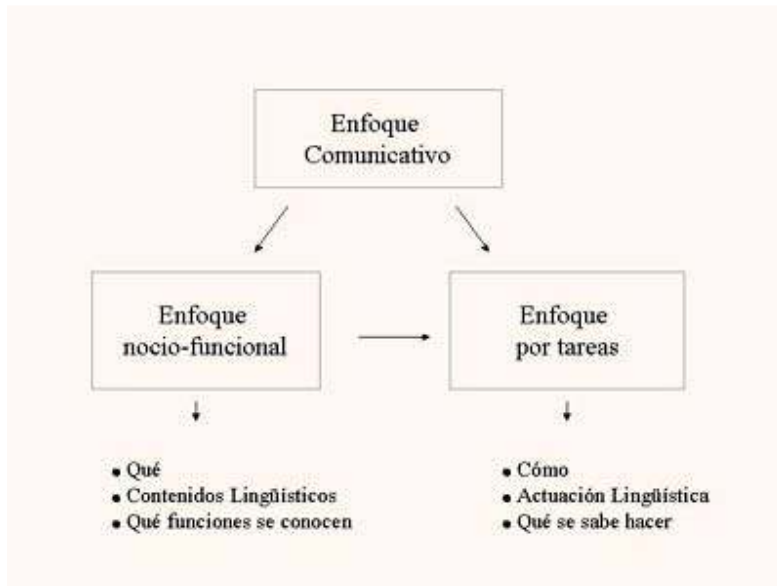 Enfoque
Comunicativo
Enfoque
nocio-funcional
Enfoque
por tareas
• Qué
• Contenidos Lingüísticos
• Qué funciones se conocen
• Cómo
• Actuación Lingüística
• Qué se sabe hacer